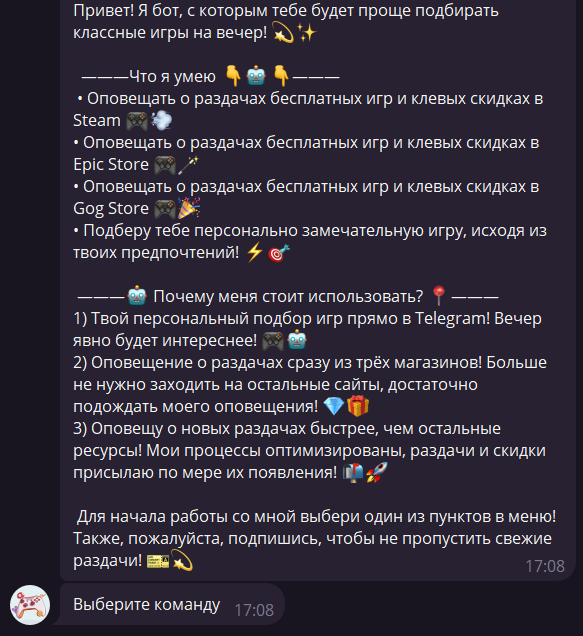 Привет! Я бот, с которым тебе будет проще подбирать
классные игры на вечер! 💫✨
———Что я умею 👇🤖👇———
• Оповещать о раздачах бесплатных игр и клевых скидках в
Steam 🎮💨
• Оповещать о раздачах бесплатных игр и клевых скидках в
Epic Store 🎮🪄
• Оповещать о раздачах бесплатных игр и клевых скидках в
Gog Store 🎮🎉
• Подберу тебе персонально замечательную игру, исходя из
твоих предпочтений! ⚡🎯
———🤖 Почему меня стоит использовать? 📍———
1) Твой персональный подбор игр прямо в Telegram! Вечер
явно будет интереснее! 🎮🤖
2) Оповещение о раздачах сразу из трёх магазинов! Больше
не нужно заходить на остальные сайты, достаточно
подождать моего оповещения! 💎🎁
3) Оповещу о новых раздачах быстрее, чем остальные
ресурсы! Мои процессы оптимизированы, раздачи и скидки
присылаю по мере их появления! 📬🚀
Для начала работы со мной выбери один из пунктов в меню!
Также, пожалуйста, подпишись, чтобы не пропустить свежие
раздачи! 🎫💫
17:08
Выберите команду 17:08